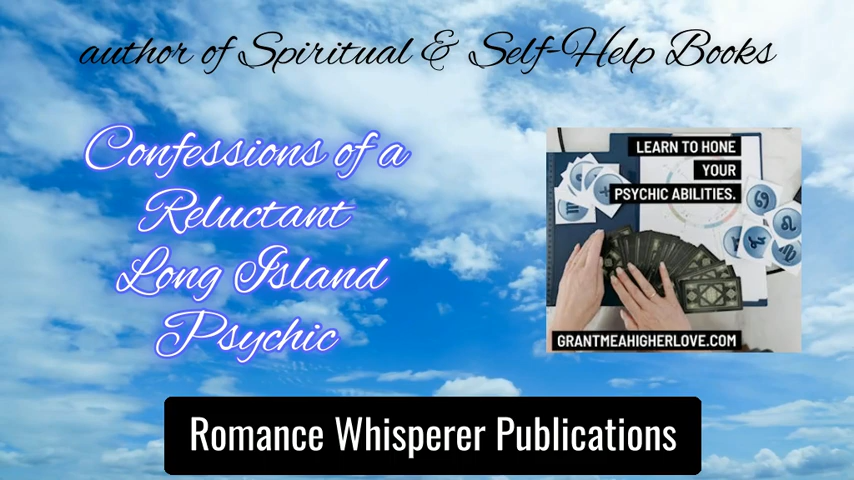 author of Spiritual & Self-Help Books
Confessions of a
Reluctant
Long Island
Psychic
LEARN TO HONE
YOUR
PSYCHIC ABILITIES.
GRANTMEAHIGHERLOVE.COM
Romance Whisperer Publications